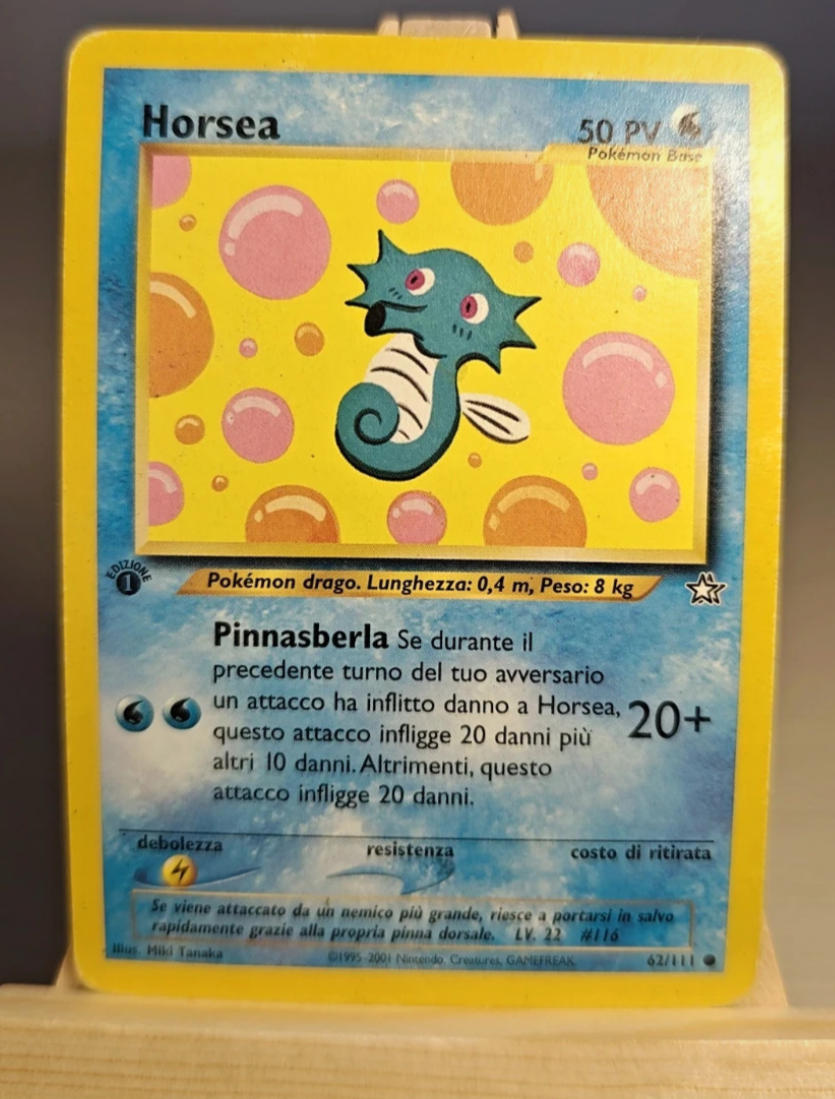 Horsea
50 PV
Pokémon Base
EDIZIONE
1
Pokémon drago. Lunghezza: 0,4 m, Peso: 8 kg
Pinnasberla Se durante il
precedente turno del tuo avversario
un attacco ha inflitto danno a Horsea,
questo attacco infligge 20 danni più
altri 10 danni. Altrimenti, questo
attacco infligge 20 danni.
20+
debolezza
resistenza
costo di ritirata
Se viene attaccato da un nemico più grande, riesce a portarsi in salvo
rapidamente grazie alla propria pinna dorsale. LV. 22 #116
Illus. Miki Tanaka
©1995-2001 Nintendo, Creatures, GAMEFREAK.
62/111